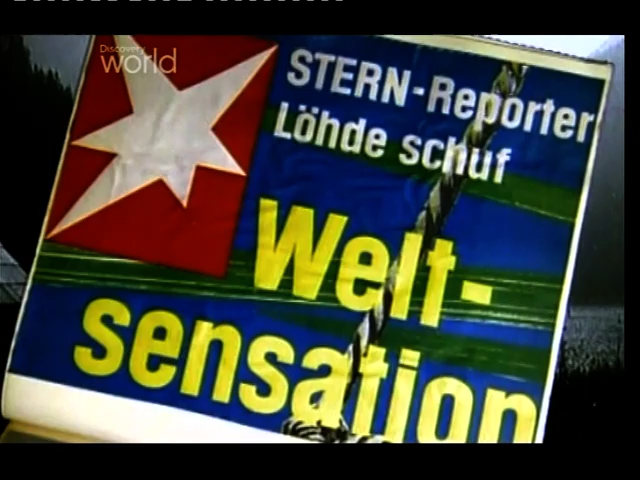 Discovery
world
STERN-Reporter
Löhde schuf
Welt-
sensation